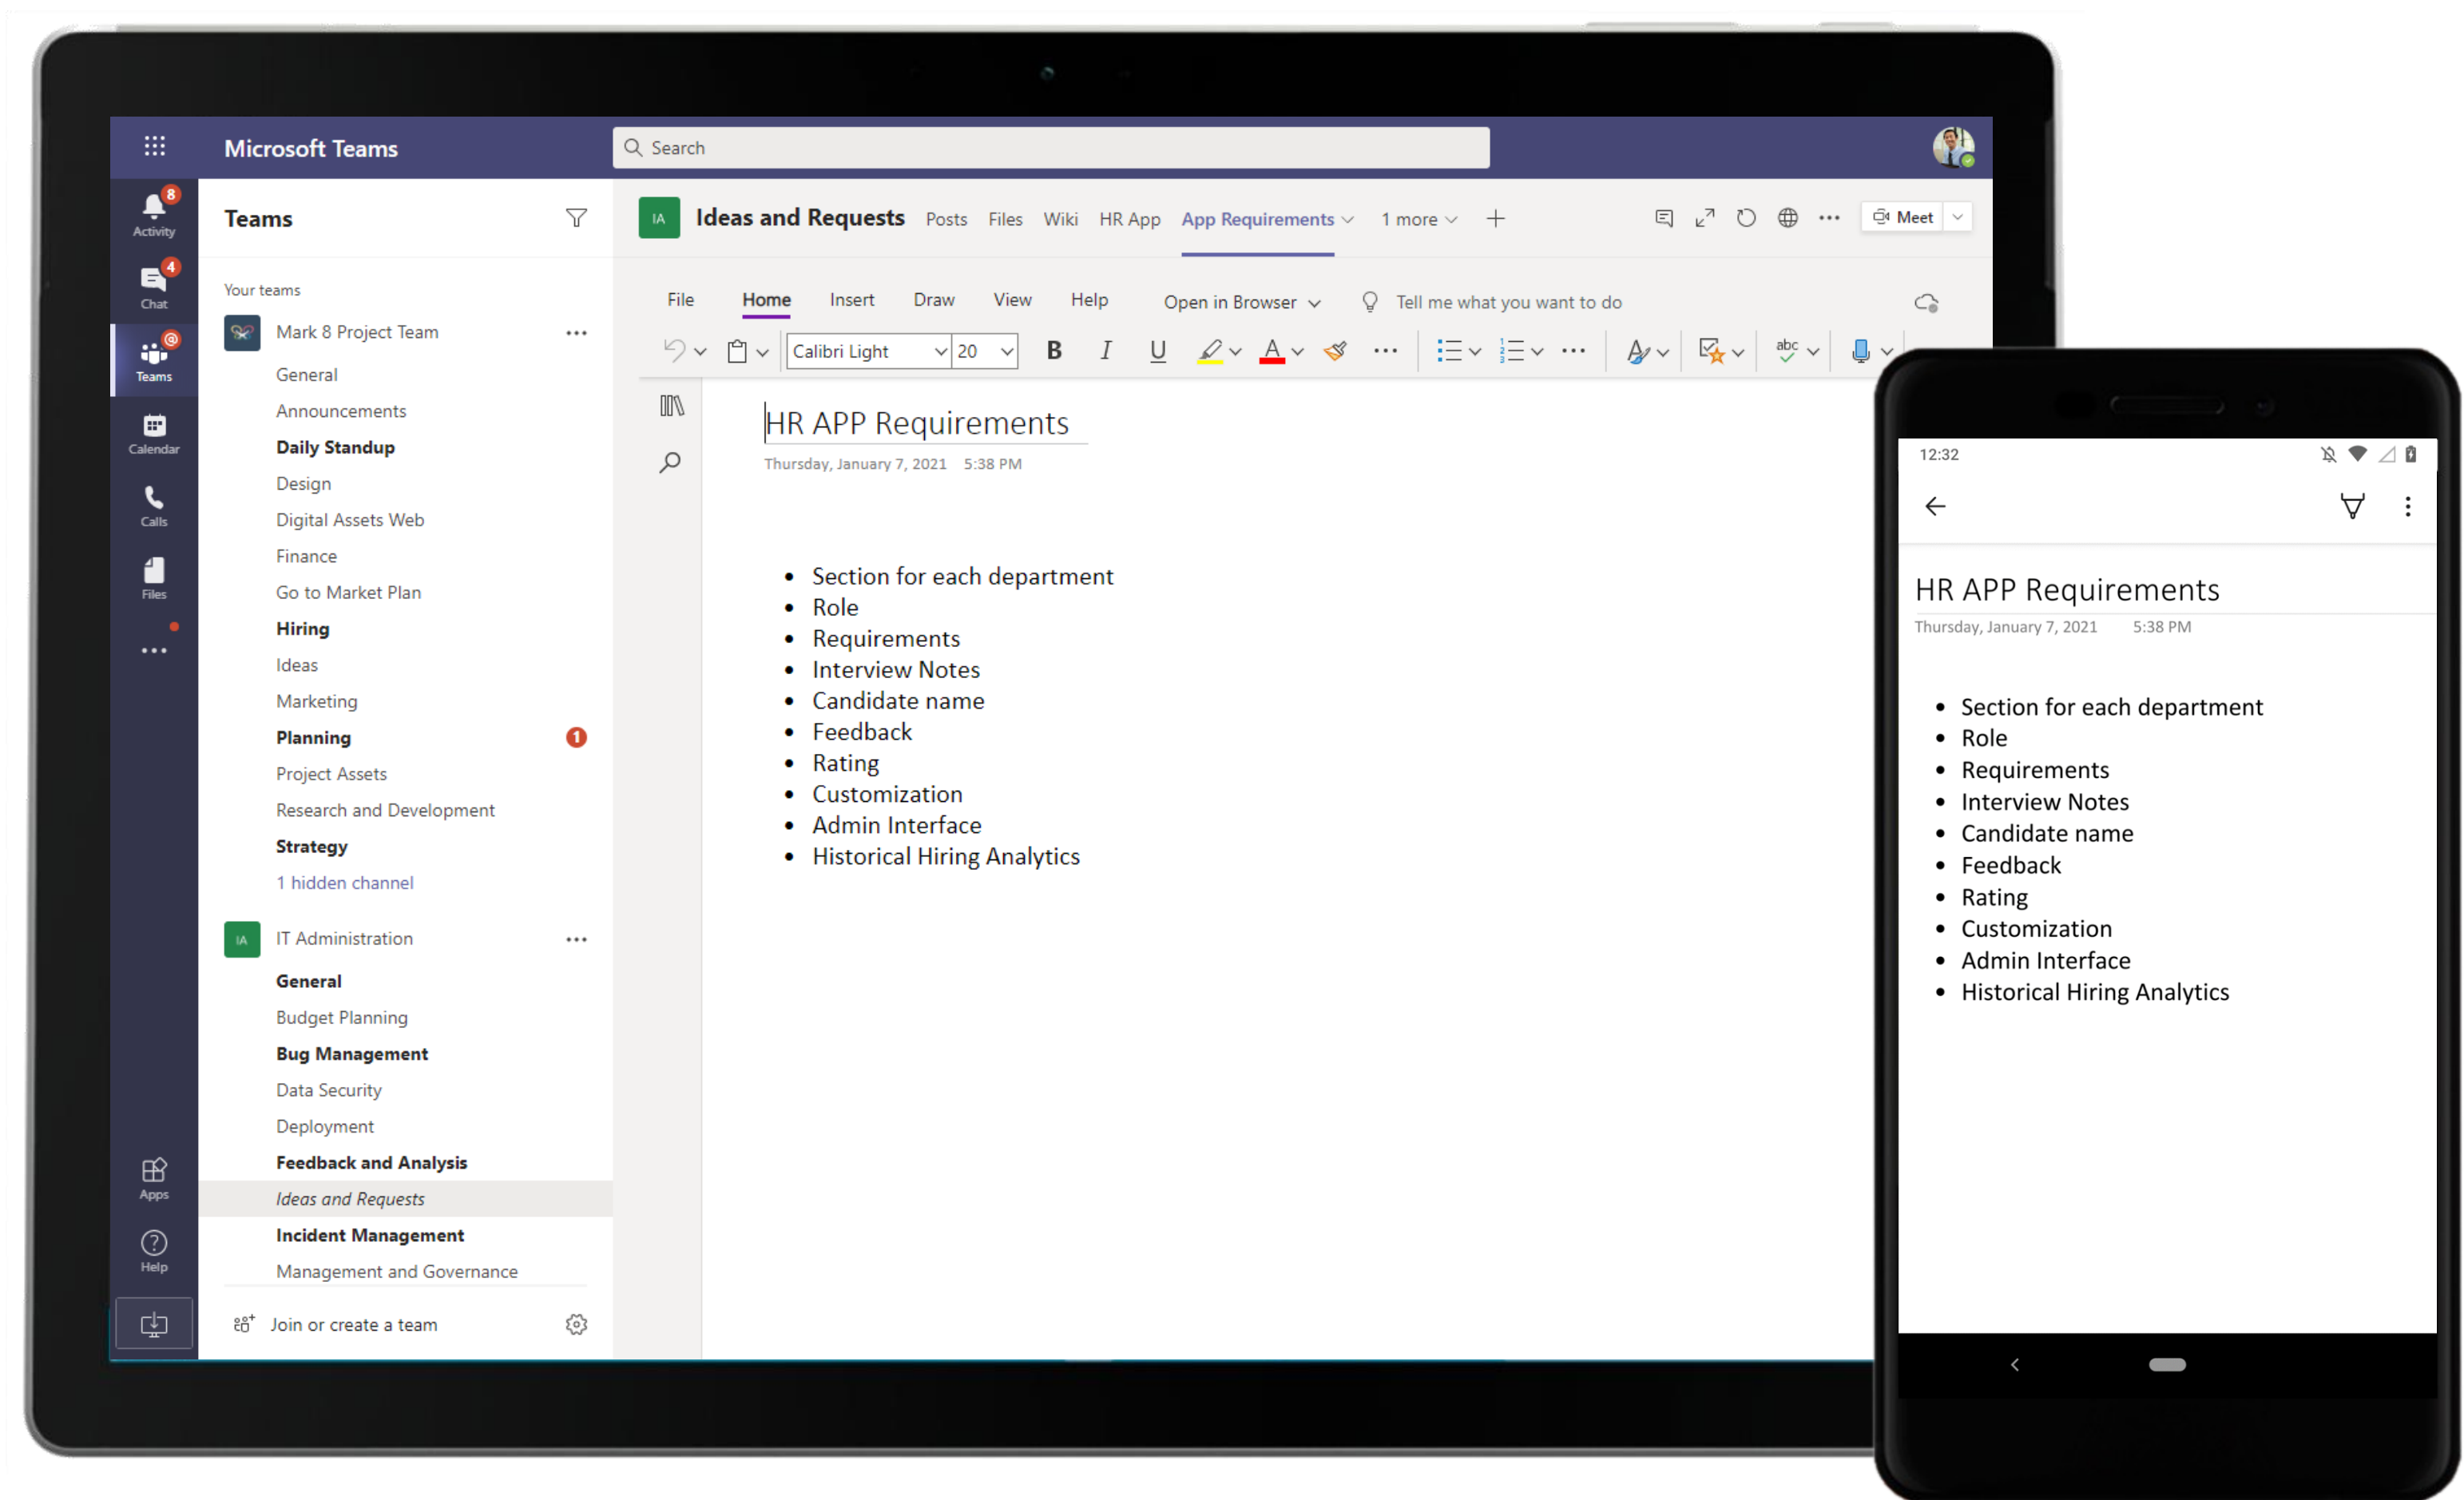 Microsoft Teams
Search
8
Activity
4
Chat
@
Teams
Calendar
Calls
Files
Apps
Help
Teams
Your teams
Mark 8 Project Team
General
Announcements
Daily Standup
Design
Digital Assets Web
Finance
Go to Market Plan
Hiring
Ideas
Marketing
Planning 1
Project Assets
Research and Development
Strategy
1 hidden channel
IA IT Administration
General
Budget Planning
Bug Management
Data Security
Deployment
Feedback and Analysis
Ideas and Requests
Incident Management
Management and Governance
Join or create a team
IA Ideas and Requests Posts Files Wiki HR App App Requirements 1 more Meet
File Home Insert Draw View Help Open in Browser Tell me what you want to do
Calibri Light 20 B I U A abc
HR APP Requirements
Thursday, January 7, 2021 5:38 PM
• Section for each department
• Role
• Requirements
• Interview Notes
• Candidate name
• Feedback
• Rating
• Customization
• Admin Interface
• Historical Hiring Analytics
12:32
HR APP Requirements
Thursday, January 7, 2021 5:38 PM
• Section for each department
• Role
• Requirements
• Interview Notes
• Candidate name
• Feedback
• Rating
• Customization
• Admin Interface
• Historical Hiring Analytics